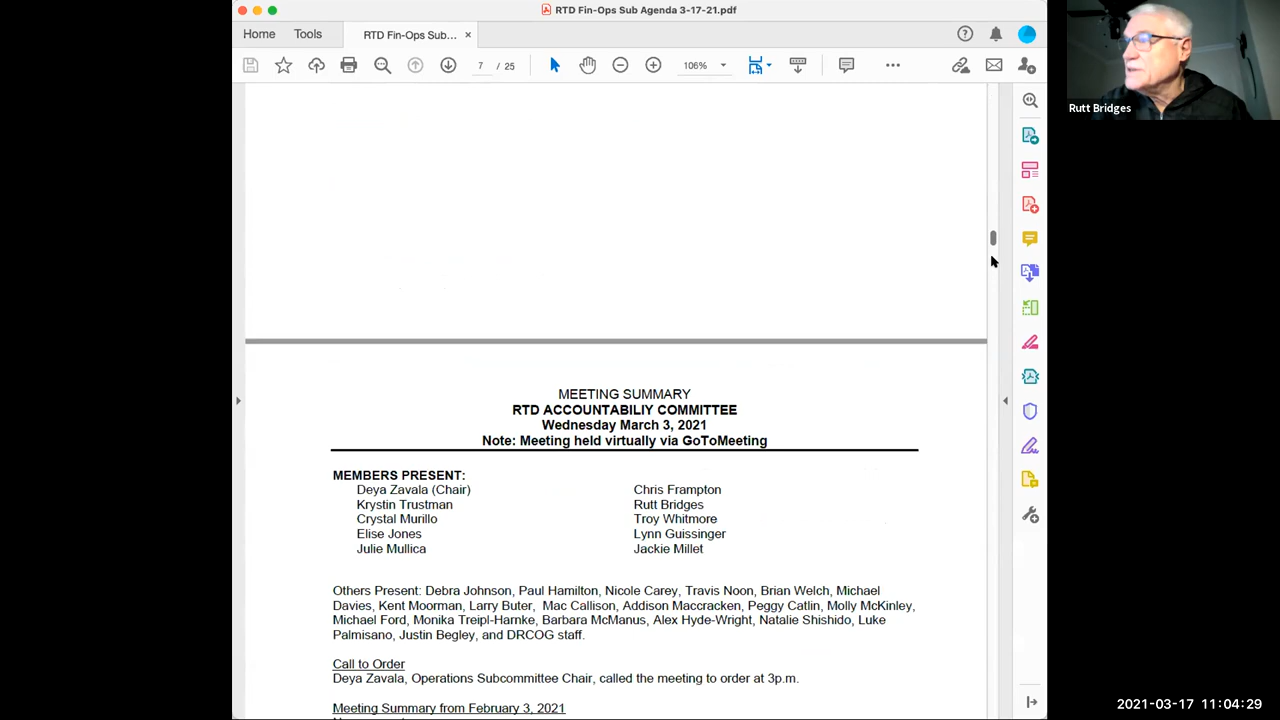 RTD Fin-Ops Sub Agenda 3-17-21.pdf
Home
Tools
RTD Fin-Ops Sub... ×
7 / 25
106%
Rutt Bridges
MEETING SUMMARY
RTD ACCOUNTABILIY COMMITTEE
Wednesday March 3, 2021
Note: Meeting held virtually via GoToMeeting
MEMBERS PRESENT:
Deya Zavala (Chair)
Krystin Trustman
Crystal Murillo
Elise Jones
Julie Mullica
Chris Frampton
Rutt Bridges
Troy Whitmore
Lynn Guissinger
Jackie Millet
Others Present: Debra Johnson, Paul Hamilton, Nicole Carey, Travis Noon, Brian Welch, Michael
Davies, Kent Moorman, Larry Buter, Mac Callison, Addison Maccracken, Peggy Catlin, Molly McKinley,
Michael Ford, Monika Treipl-Harnke, Barbara McManus, Alex Hyde-Wright, Natalie Shishido, Luke
Palmisano, Justin Begley, and DRCOG staff.
Call to Order
Deya Zavala, Operations Subcommittee Chair, called the meeting to order at 3p.m.
Meeting Summary from February 3, 2021
2021-03-17 11:04:29